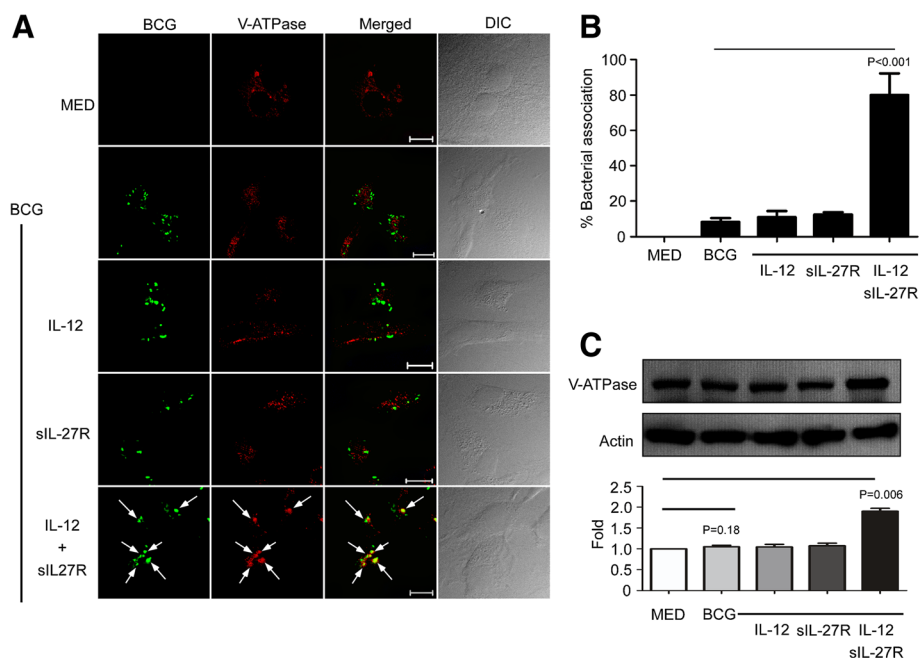 A
BCG V-ATPase Merged DIC
MED
BCG
IL-12
sIL-27R
IL-12
+
sIL27R
B
% Bacterial association
100
80
60
40
20
0
P<0.001
MED BCG IL-12 sIL-27R IL-12
sIL-27R
C
V-ATPase
Actin
Fold
2.5
2.0
1.5
1.0
0.5
0.0
P=0.18
P=0.006
MED BCG IL-12 sIL-27R IL-12
sIL-27R